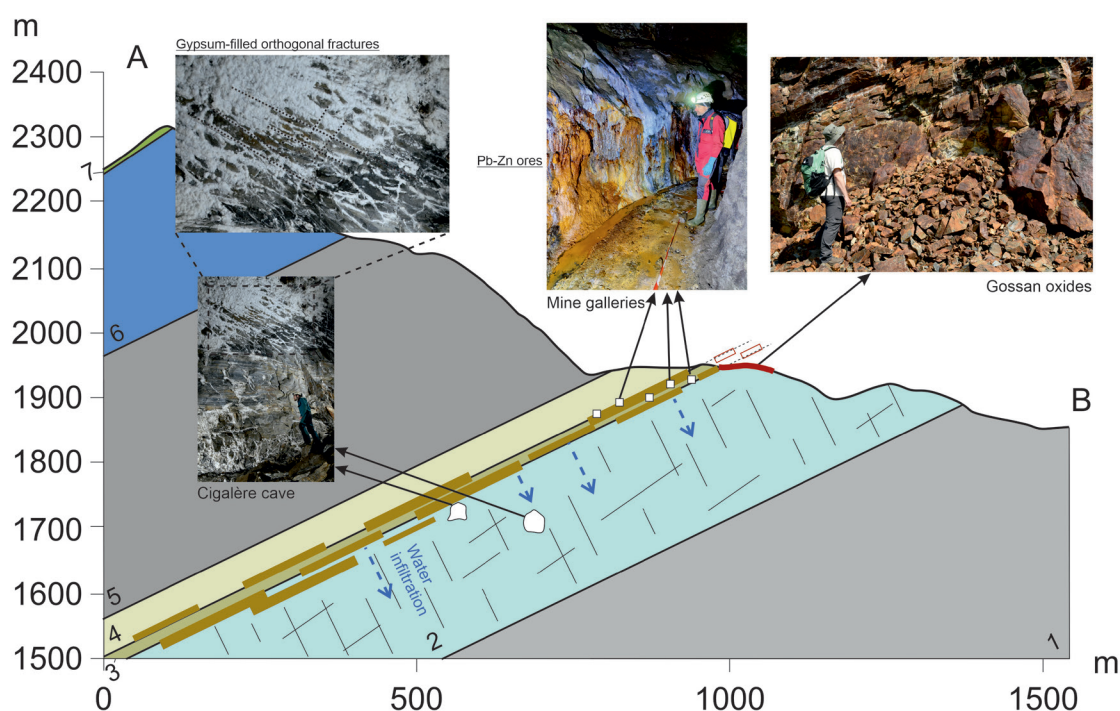 m
A
Gypsum-filled orthogonal fractures
2400
2300
2200
2100
2000
1900
1800
1700
1600
1500
7
6
5
4
3
2
1
Pb-Zn ores
Mine galleries
Gossan oxides
B
Cigalère cave
Water
infiltration
0
500
1000
1500
m